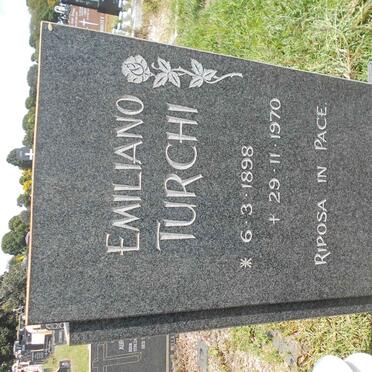 EMILIANO
TURCHI
* 6·3·1898
† 29·11·1970
RIPOSA IN PACE.